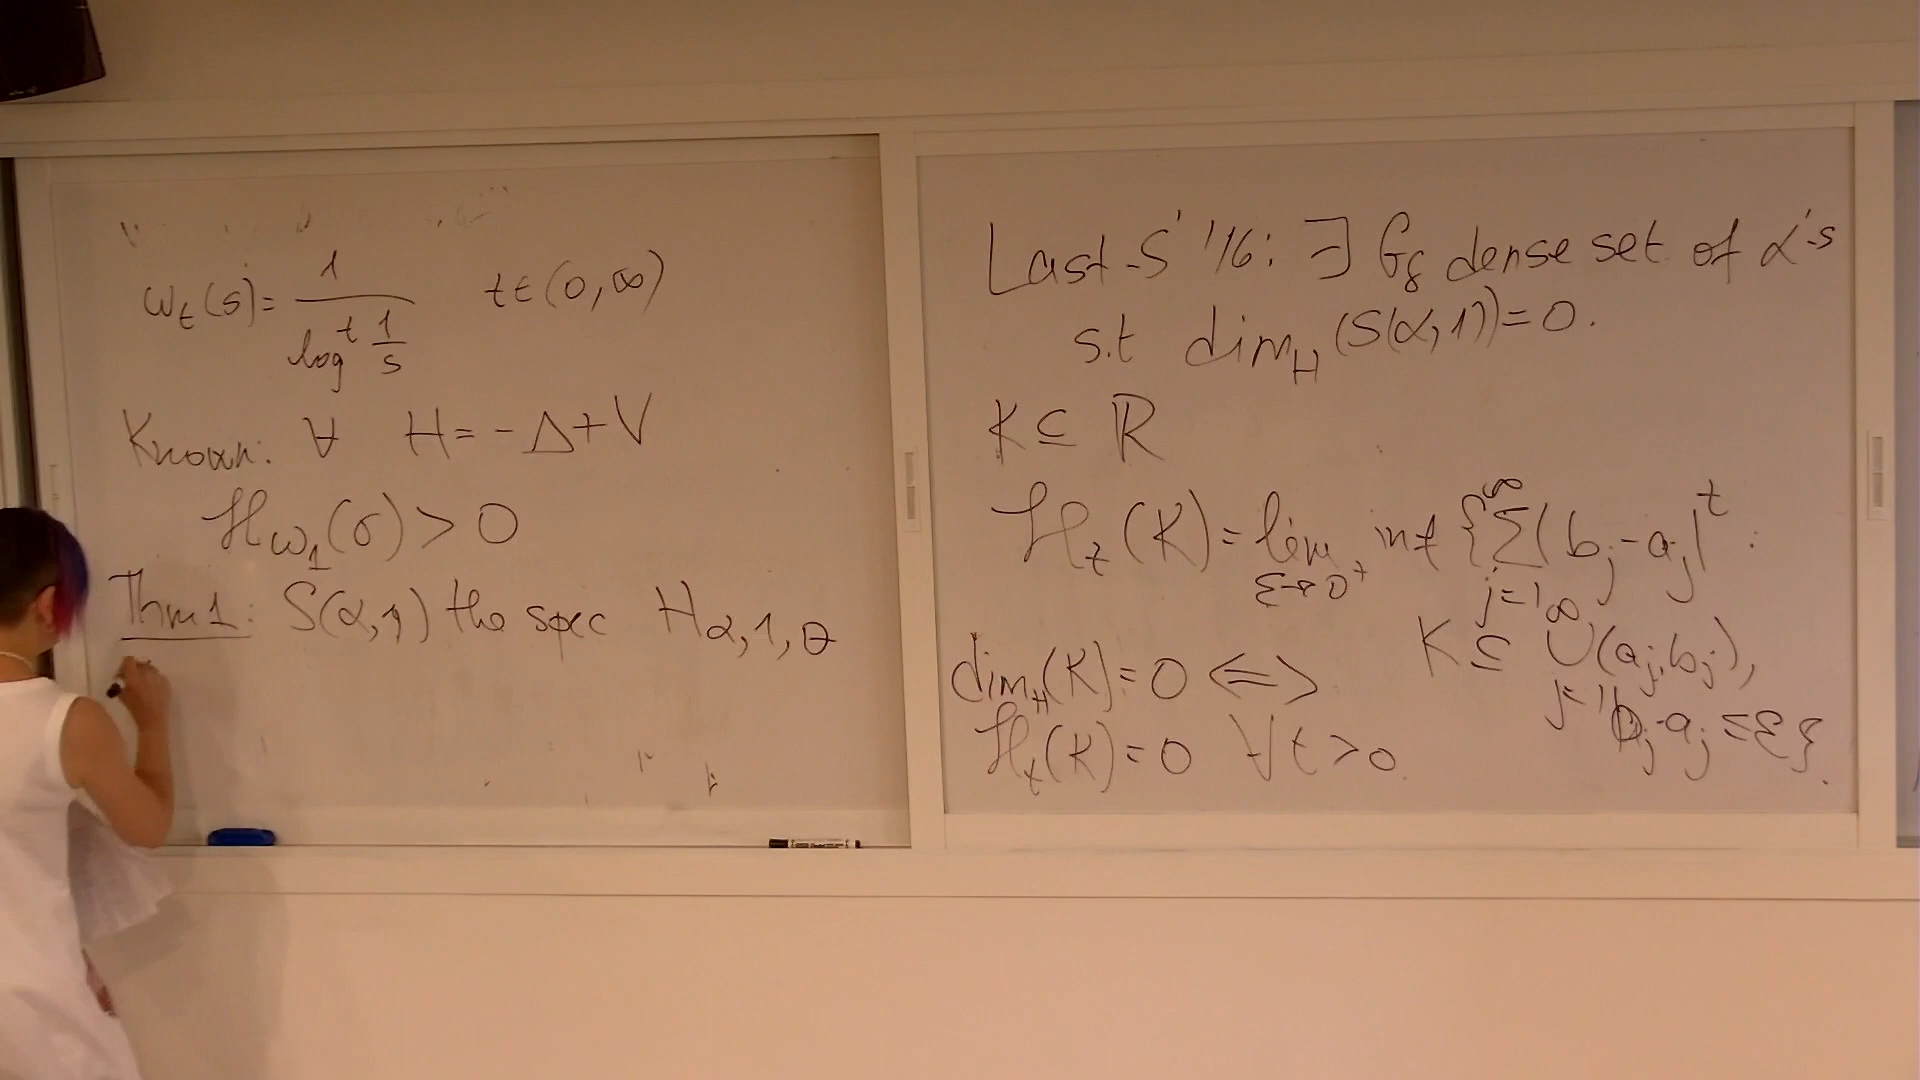 ω_t(s) = 1 / log^t 1/s    t∈(0,∞)
Known: ∀ H = -Δ+V
ℋ_{ω_1}(σ) > 0
Thm 1: S(α,1) the spec H_{α,1,θ}
Last-S '16: ∃ G_δ dense set of α's
s.t dim_H (S(α,1)) = 0.
K ⊆ ℝ
ℋ_t(K) = lim_{ε→0⁺} inf {∑_{j=1}^∞ (b_j - a_j)^t :
K ⊆ ∪_{j=1}^∞ (a_j, b_j),
b_j - a_j ≤ ε}.
dim_H(K) = 0 ⟺
ℋ_t(K) = 0 ∀ t > 0.